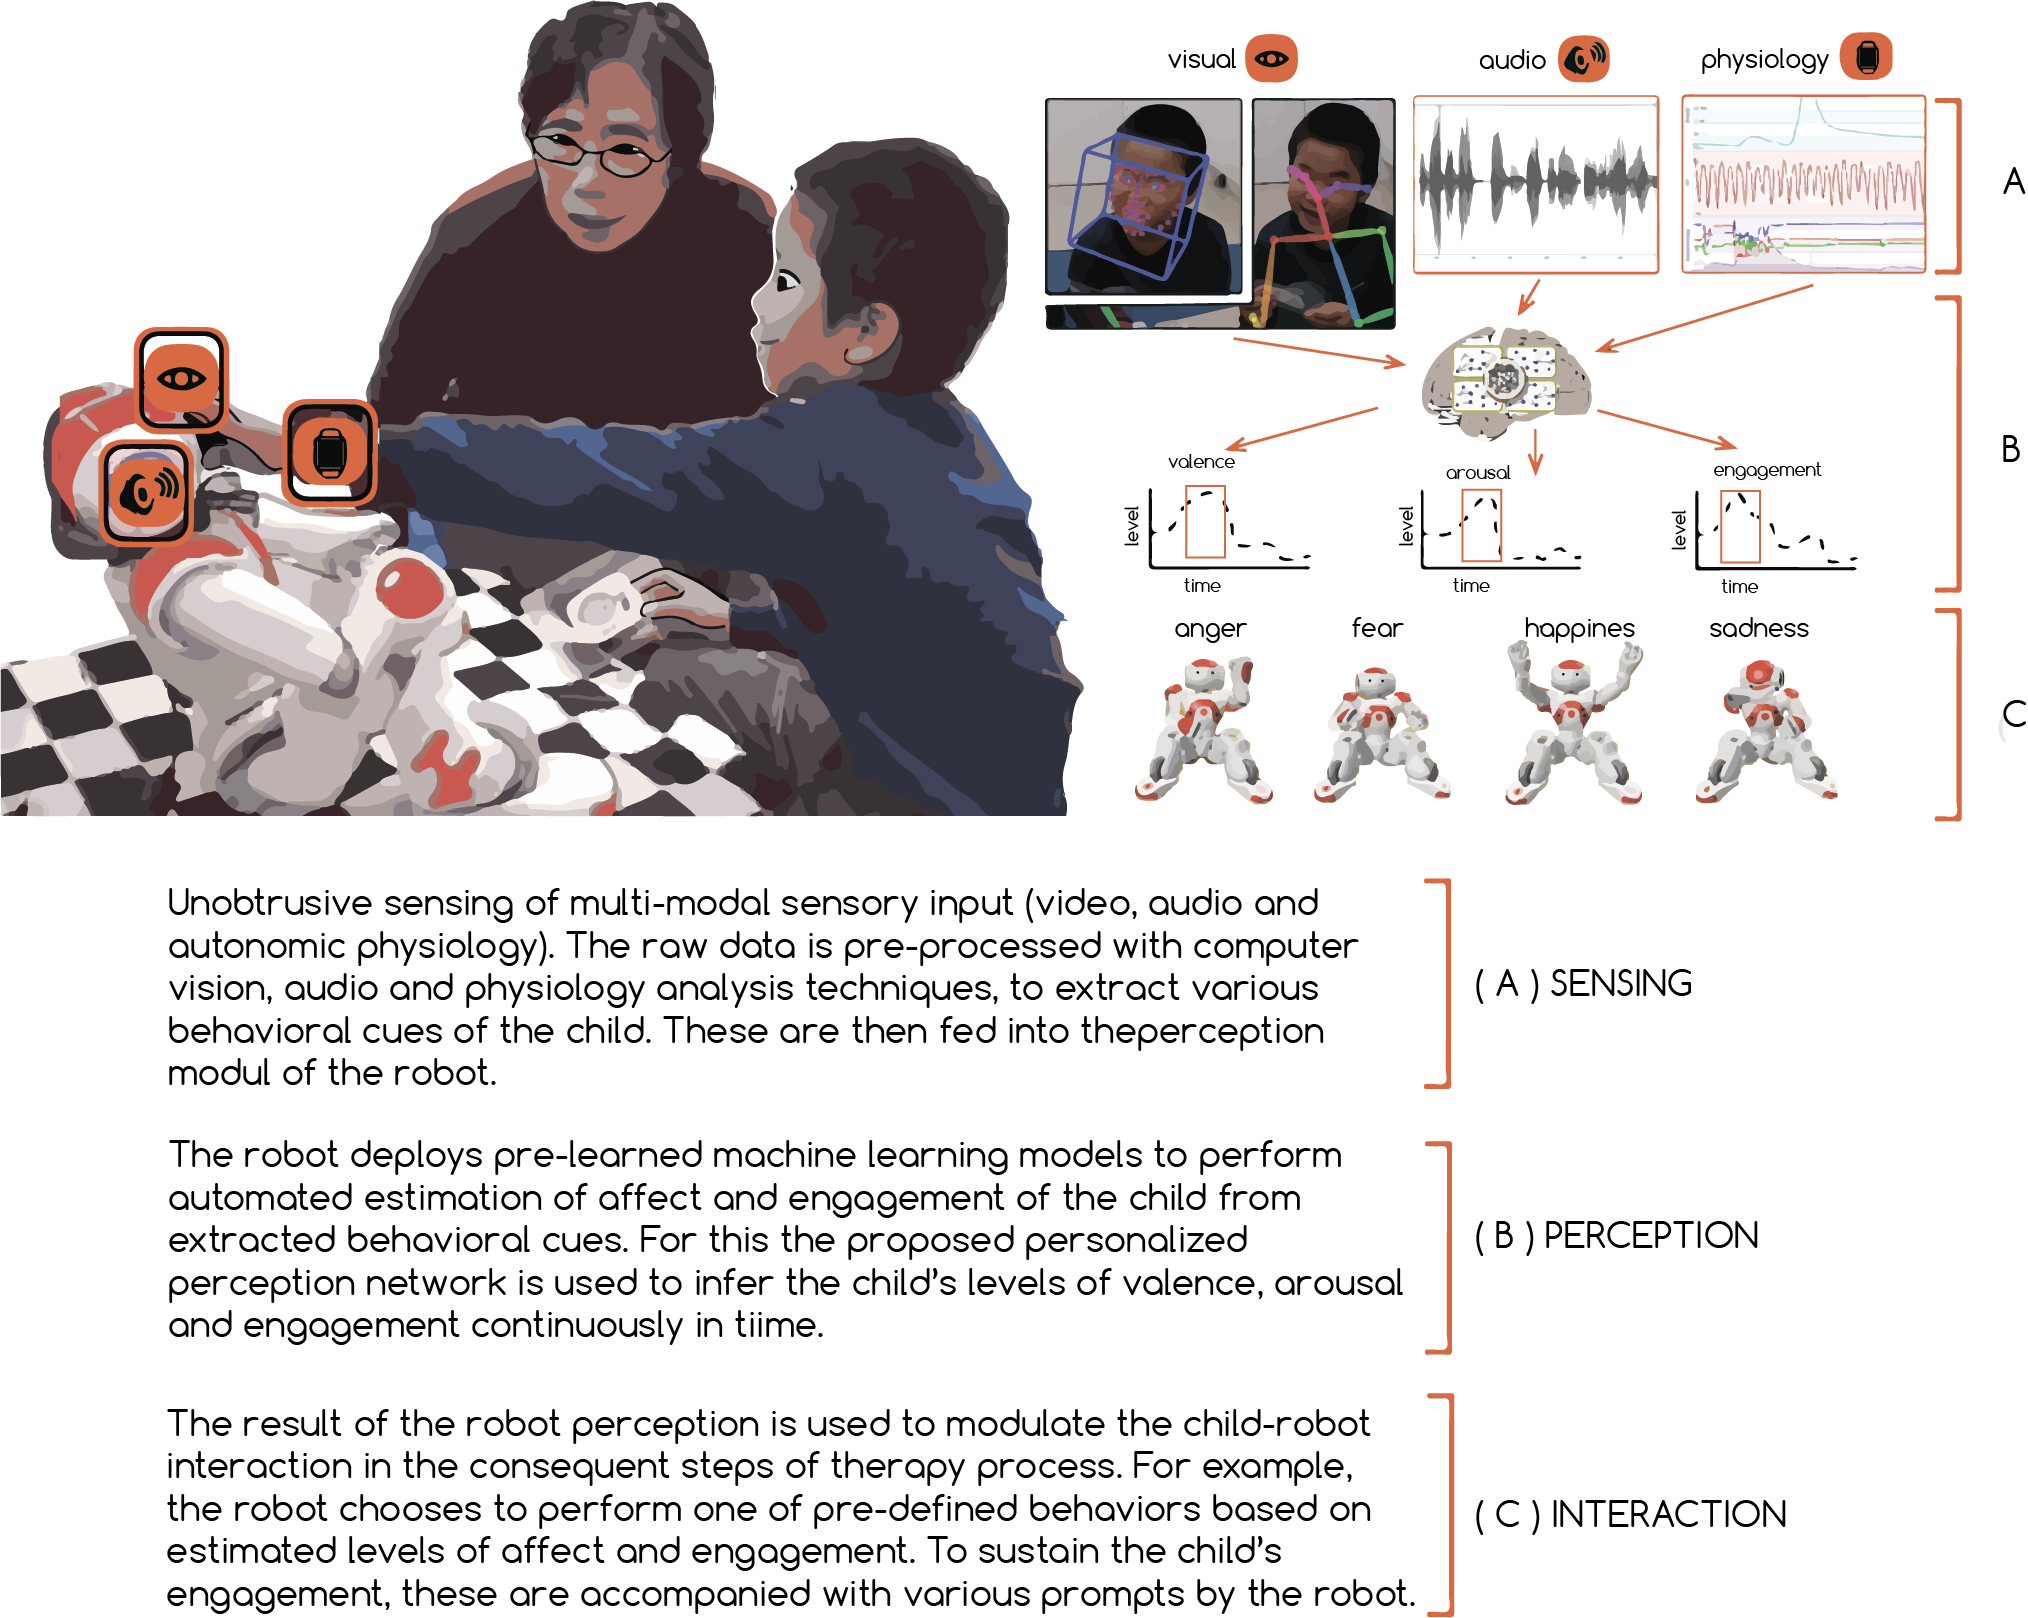 visual
audio
physiology
A
B
valence
arousal
engagement
level
level
level
time
time
time
anger
fear
happines
sadness
C
Unobtrusive sensing of multi-modal sensory input (video, audio and
autonomic physiology). The raw data is pre-processed with computer
vision, audio and physiology analysis techniques, to extract various
behavioral cues of the child. These are then fed into theperception
modul of the robot.
( A ) SENSING
The robot deploys pre-learned machine learning models to perform
automated estimation of affect and engagement of the child from
extracted behavioral cues. For this the proposed personalized
perception network is used to infer the child's levels of valence, arousal
and engagement continuously in tiime.
( B ) PERCEPTION
The result of the robot perception is used to modulate the child-robot
interaction in the consequent steps of therapy process. For example,
the robot chooses to perform one of pre-defined behaviors based on
estimated levels of affect and engagement. To sustain the child's
engagement, these are accompanied with various prompts by the robot.
( C ) INTERACTION